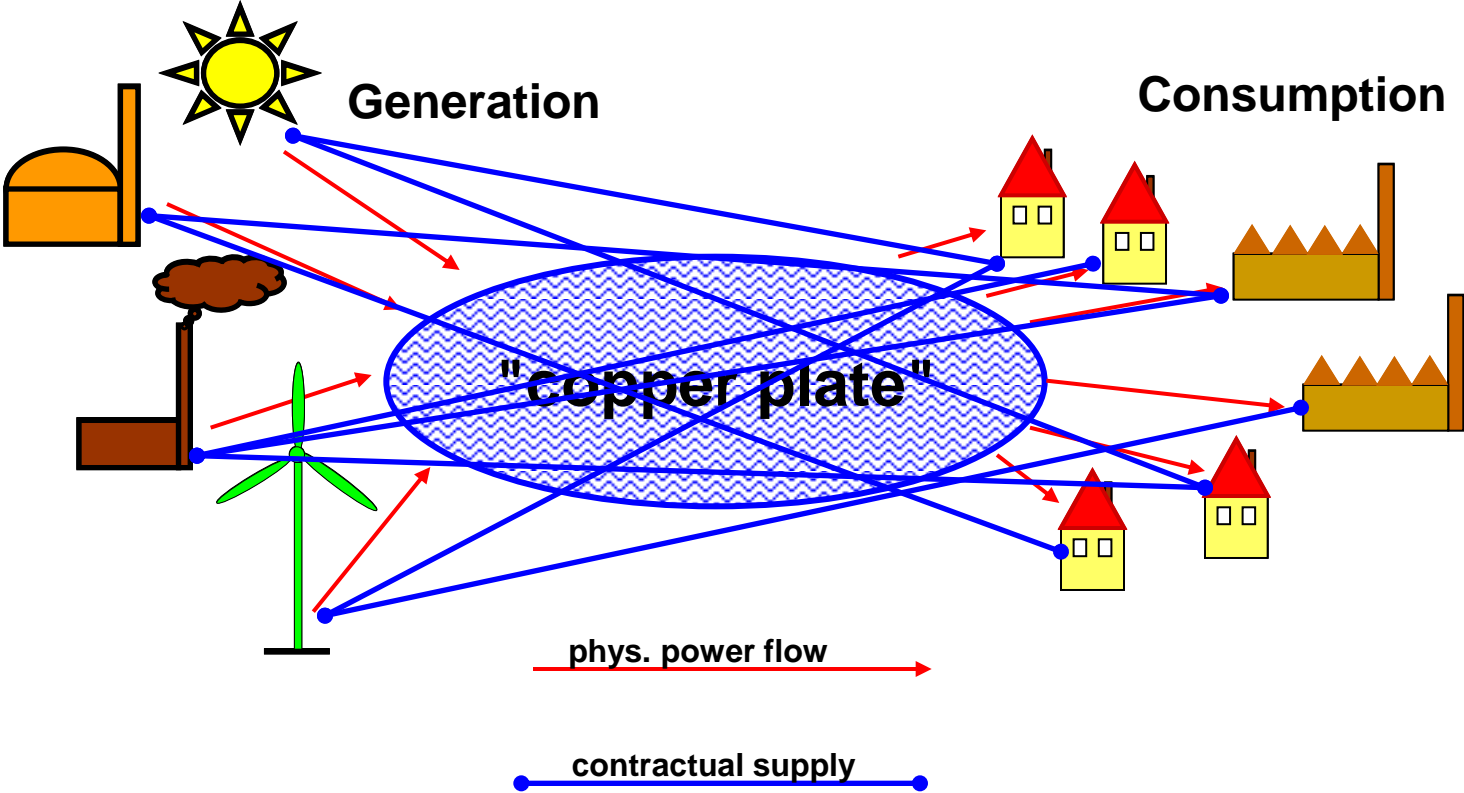 Generation
Consumption
"copper plate"
phys. power flow
contractual supply